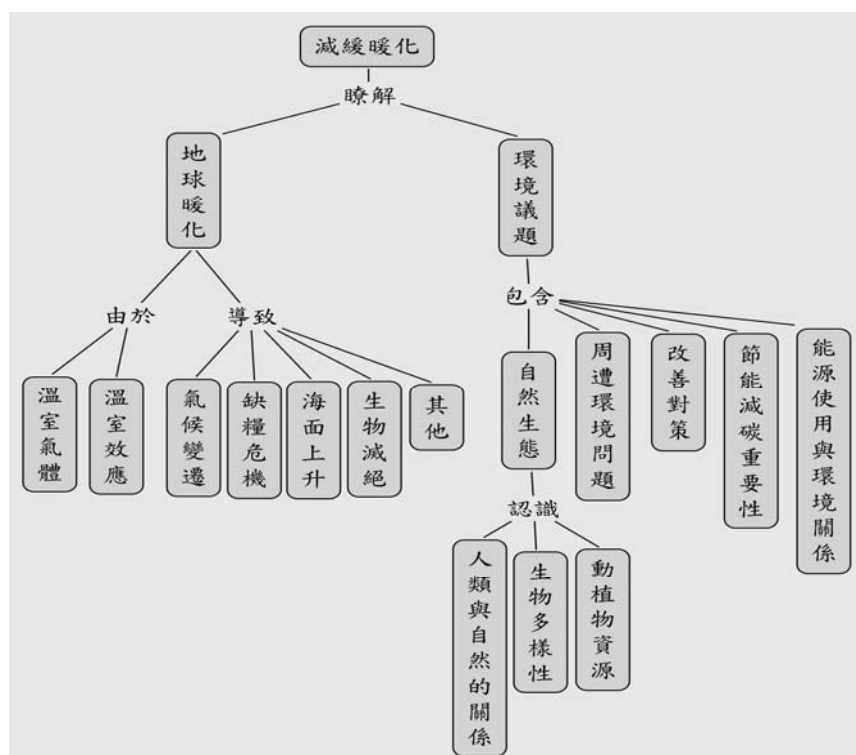 減緩暖化
瞭解
地球暖化
環境議題
由於
導致
包含
溫室氣體
溫室效應
氣候變遷
缺糧危機
海面上升
生物滅絕
其他
自然生態
周遭環境問題
改善對策
節能減碳重要性
能源使用與環境關係
認識
人類與自然的關係
生物多樣性
動植物資源